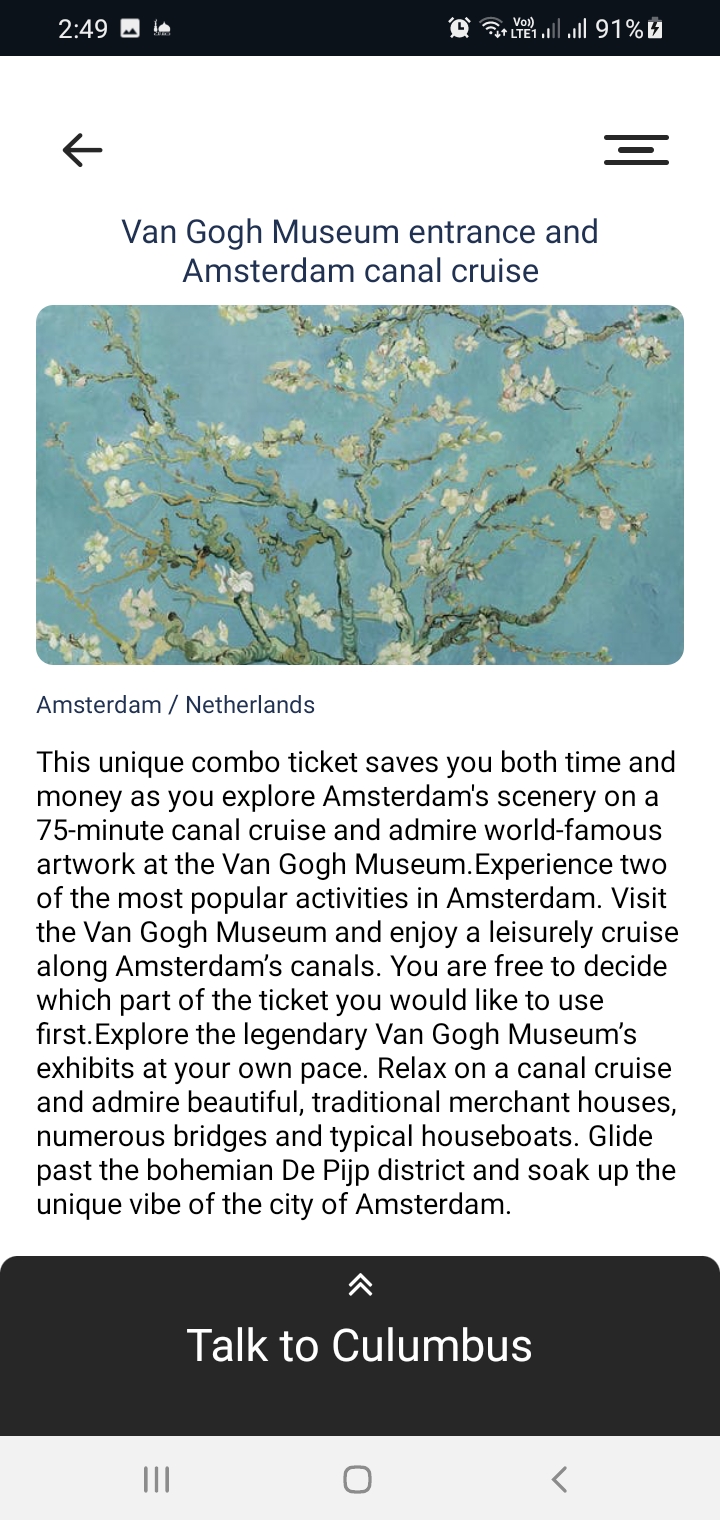 2:49
Vo))
LTE1
91%
Van Gogh Museum entrance and
Amsterdam canal cruise
Amsterdam / Netherlands
This unique combo ticket saves you both time and
money as you explore Amsterdam's scenery on a
75-minute canal cruise and admire world-famous
artwork at the Van Gogh Museum.Experience two
of the most popular activities in Amsterdam. Visit
the Van Gogh Museum and enjoy a leisurely cruise
along Amsterdam’s canals. You are free to decide
which part of the ticket you would like to use
first.Explore the legendary Van Gogh Museum’s
exhibits at your own pace. Relax on a canal cruise
and admire beautiful, traditional merchant houses,
numerous bridges and typical houseboats. Glide
past the bohemian De Pijp district and soak up the
unique vibe of the city of Amsterdam.
Talk to Culumbus